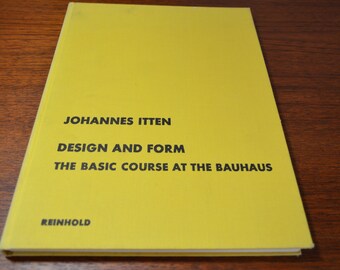 JOHANNES ITTEN
DESIGN AND FORM
THE BASIC COURSE AT THE BAUHAUS
REINHOLD